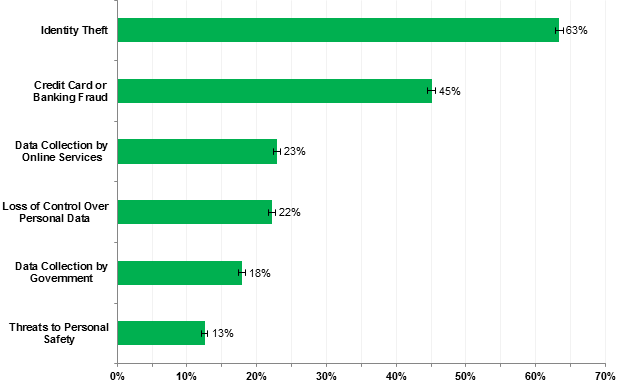 Identity Theft
63%
Credit Card or
Banking Fraud
45%
Data Collection by
Online Services
23%
Loss of Control Over
Personal Data
22%
Data Collection by
Government
18%
Threats to Personal
Safety
13%
0% 10% 20% 30% 40% 50% 60% 70%